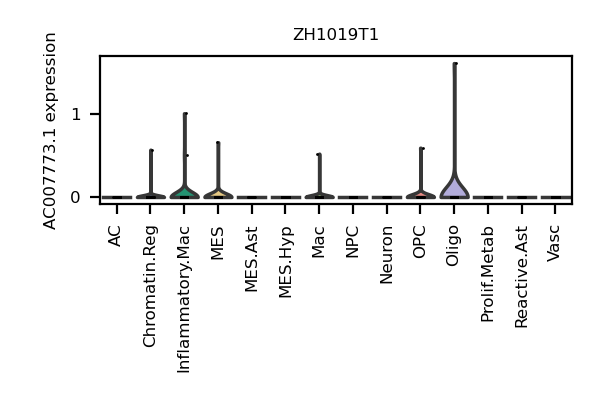 ZH1019T1
AC007773.1 expression
1
0
AC
Chromatin.Reg
Inflammatory.Mac
MES
MES.Ast
MES.Hyp
Mac
NPC
Neuron
OPC
Oligo
Prolif.Metab
Reactive.Ast
Vasc